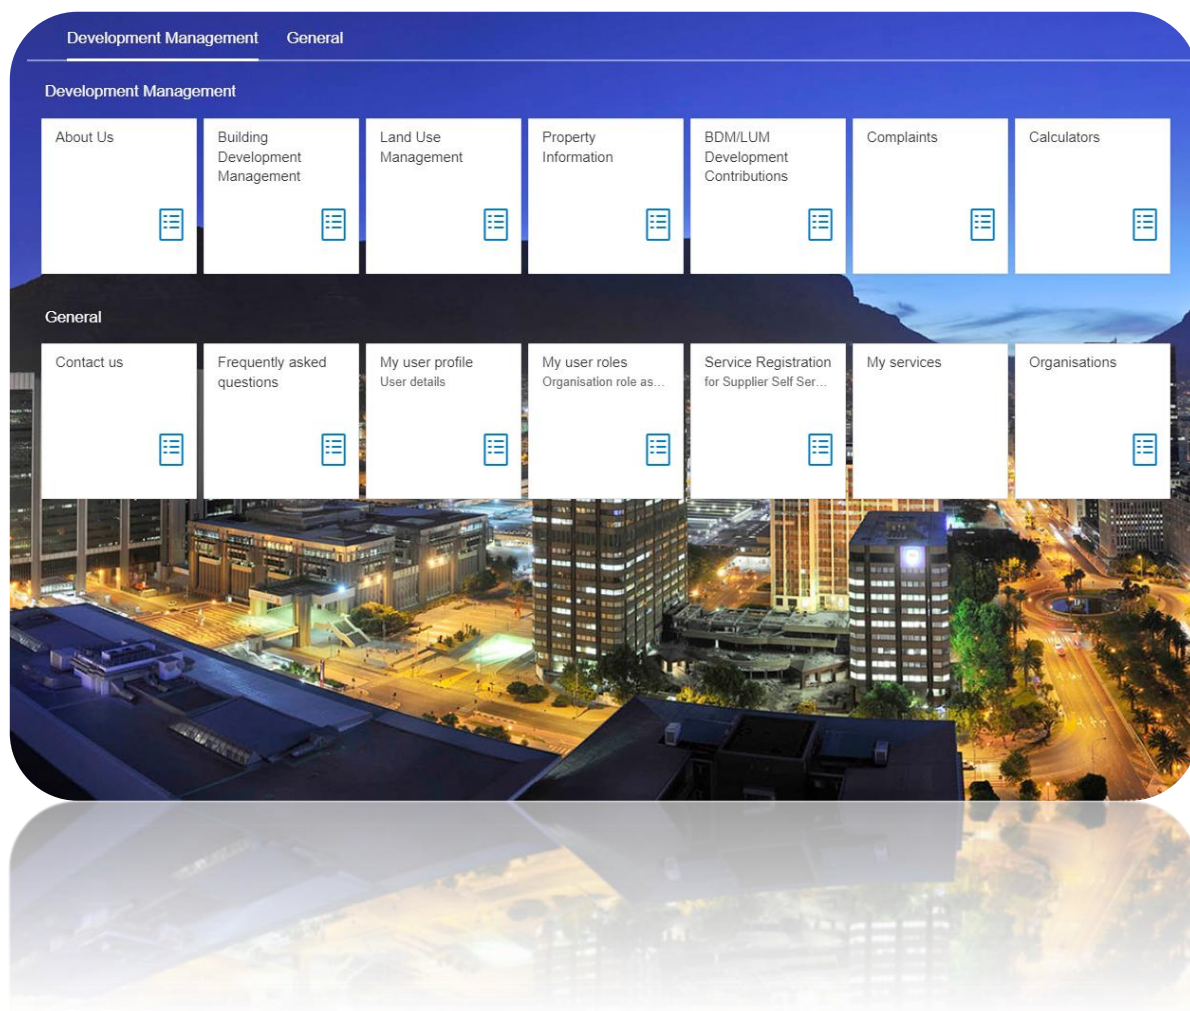 Development Management General
Development Management
About Us
Building
Development
Management
Land Use
Management
Property
Information
BDM/LUM
Development
Contributions
Complaints
Calculators
General
Contact us
Frequently asked
questions
My user profile
User details
My user roles
Organisation role as...
Service Registration
for Supplier Self Ser...
My services
Organisations